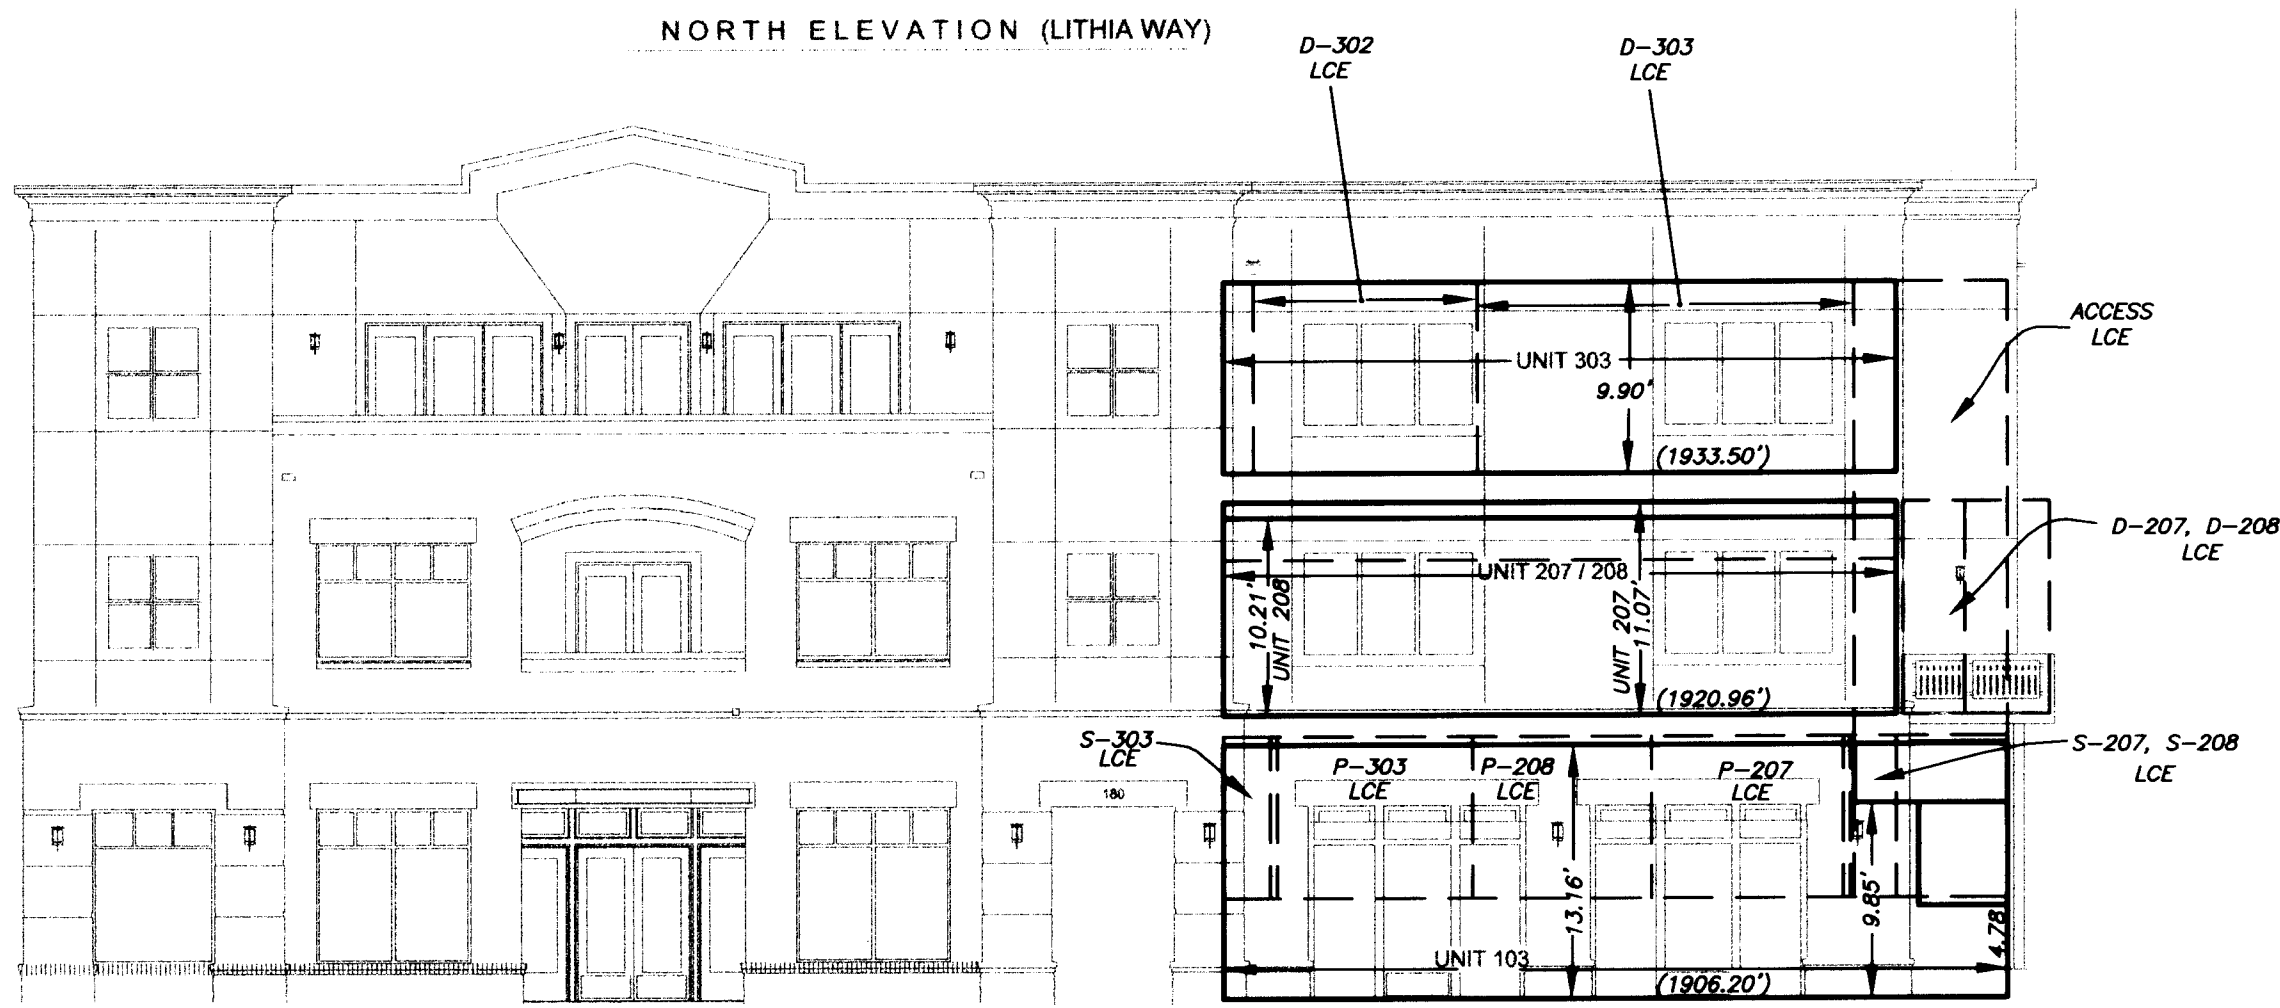 NORTH ELEVATION (LITHIA WAY)
D-302
LCE
D-303
LCE
ACCESS
LCE
UNIT 303
9.90'
(1933.50')
D-207, D-208
LCE
UNIT 207 / 208
10.21'
UNIT 208
UNIT 207
11.07'
(1920.96')
S-303
LCE
P-303
LCE
P-208
LCE
P-207
LCE
S-207, S-208
LCE
180
13.16'
9.85'
4.78
UNIT 103
(1906.20')